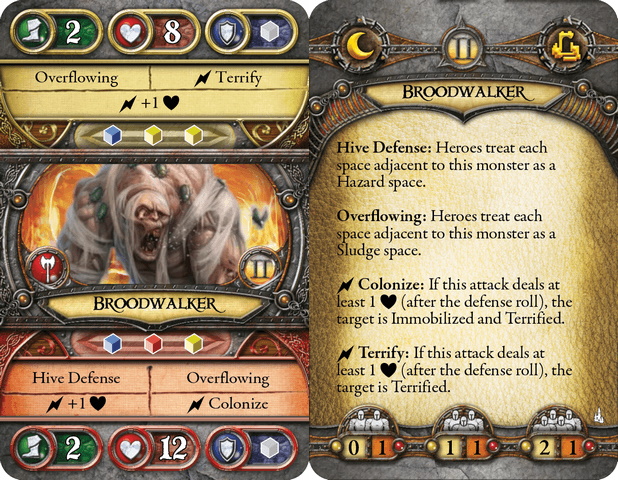 2 8
Overflowing Terrify
+1
BROODWALKER
II
Hive Defense Overflowing
+1 Colonize
2 12
II
BROODWALKER
Hive Defense: Heroes treat each
space adjacent to this monster as a
Hazard space.
Overflowing: Heroes treat each
space adjacent to this monster as a
Sludge space.
Colonize: If this attack deals at
least 1 (after the defense roll), the
target is Immobilized and Terrified.
Terrify: If this attack deals at
least 1 (after the defense roll), the
target is Terrified.
0 1 1 1 2 1